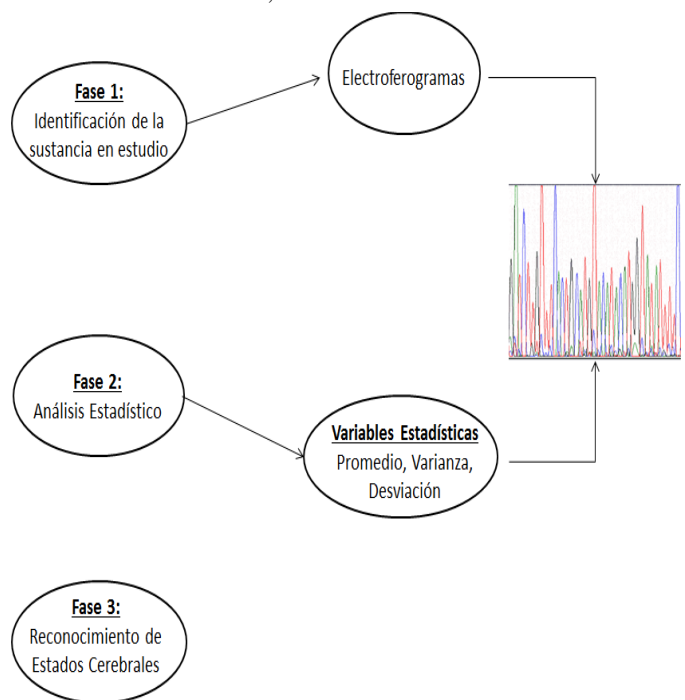 Fase 1:
Identificación de la
sustancia en estudio
Electroferogramas
Fase 2:
Análisis Estadístico
Variables Estadísticas
Promedio, Varianza,
Desviación
Fase 3:
Reconocimiento de
Estados Cerebrales